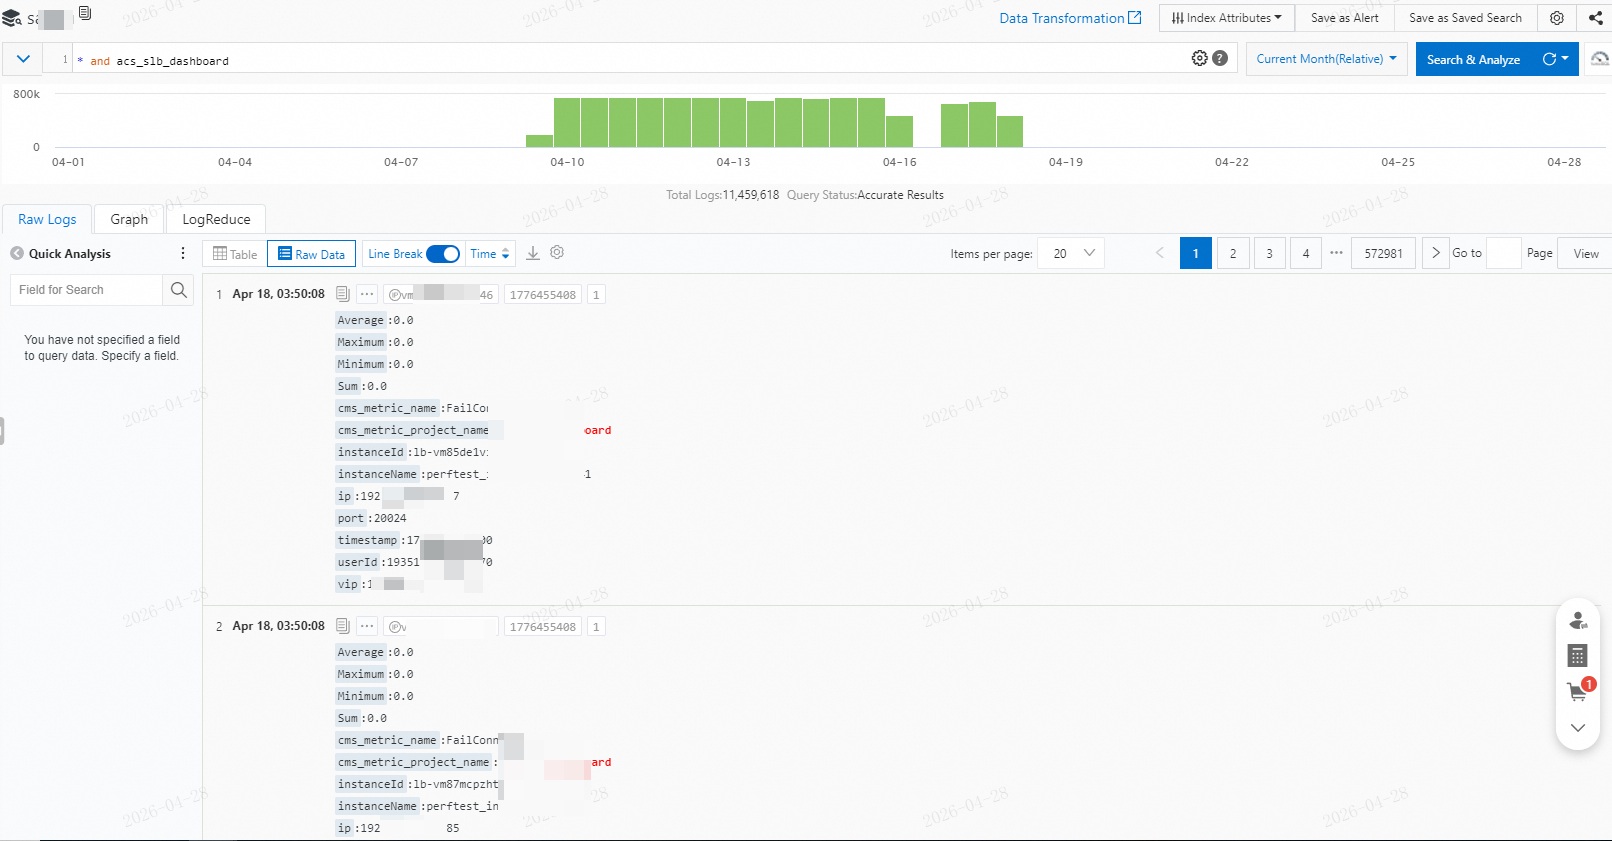 Data Transformation
Index Attributes
Save as Alert
Save as Saved Search
1 * and acs_slb_dashboard
?
Current Month(Relative)
Search & Analyze
800k
0
04-01 04-04 04-07 04-10 04-13 04-16 04-19 04-22 04-25 04-28
Total Logs:11,459,618 Query Status:Accurate Results
Raw Logs
Graph
LogReduce
Quick Analysis
Field for Search
You have not specified a field
to query data. Specify a field.
Table
Raw Data
Line Break
Time
Items per page: 20
< 1 2 3 4 ••• 572981 > Go to Page View
1 Apr 18, 03:50:08 ··· vm 46 1776455408 1
Average :0.0
Maximum :0.0
Minimum :0.0
Sum :0.0
cms_metric_name :FailCo
cms_metric_project_name oard
instanceId :lb-vm85de1v
instanceName :perftest_ 1
ip :192 7
port :20024
timestamp :17 00
userId :19351 70
vip :1
2 Apr 18, 03:50:08 ··· 1776455408 1
Average :0.0
Maximum :0.0
Minimum :0.0
Sum :0.0
cms_metric_name :FailConn
cms_metric_project_name : ard
instanceId :lb-vm87mcpzht
instanceName :perftest_in
ip :192 85
1
2026-04-28